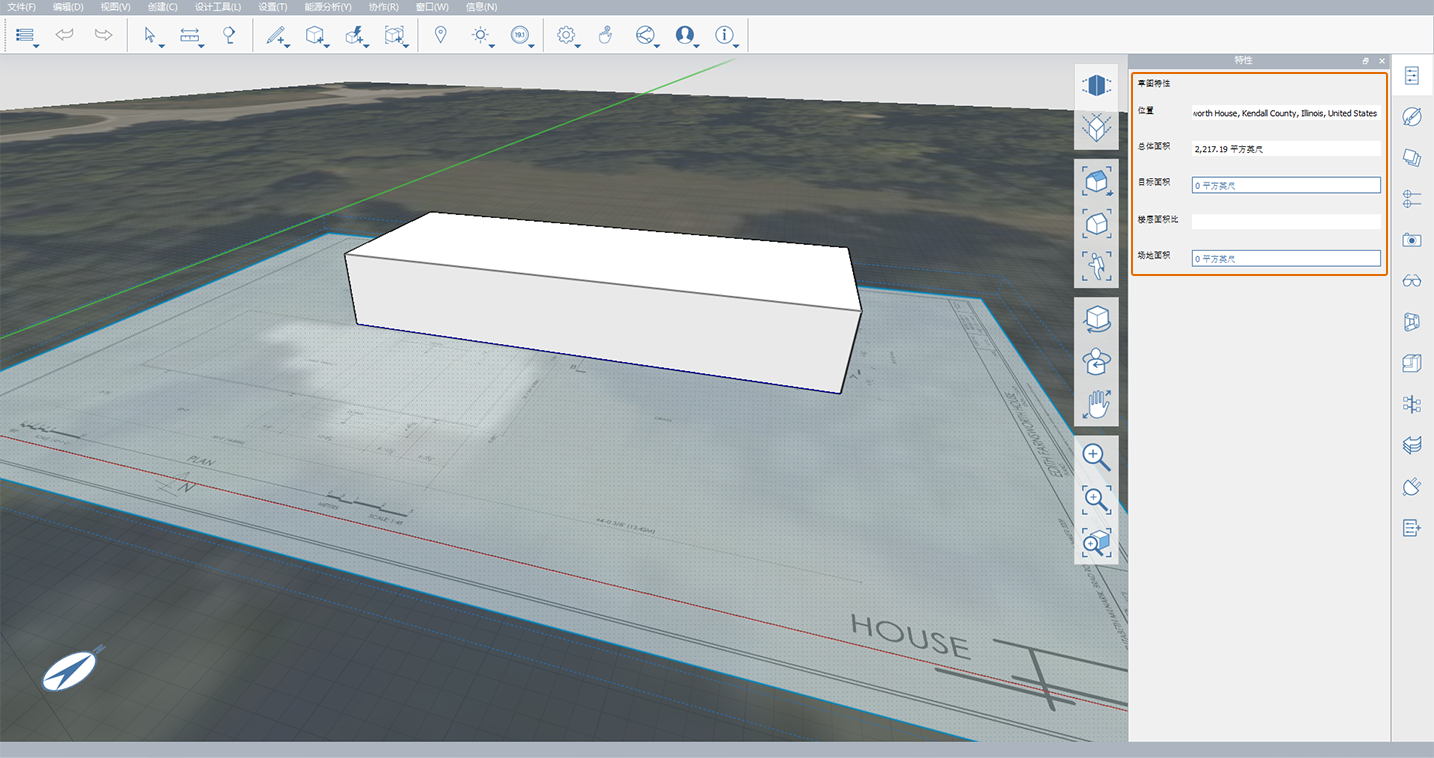 文件(F) 编辑(D) 视图(V) 创建(C) 设计工具(L) 设置(T) 能源分析(Y) 协作(R) 窗口(W) 信息(N)
19.1
特性
草图特性
位置 worth House, Kendall County, Illinois, United States
总体面积 2,217.19 平方英尺
目标面积 0 平方英尺
楼层面积比
场地面积 0 平方英尺
PLAN
N
METERS
SCALE 1:48
HOUSE